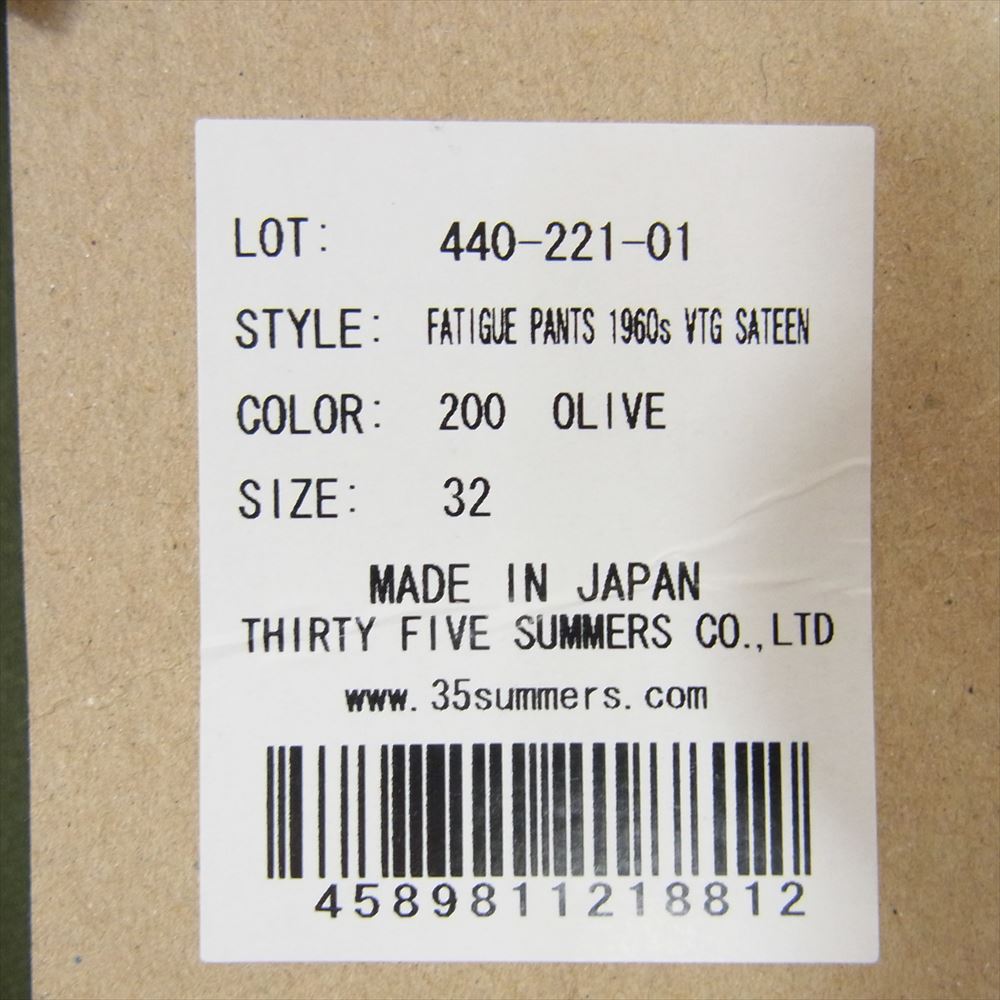 LOT: 440-221-01
STYLE: FATIGUE PANTS 1960s VTG SATEEN
COLOR: 200 OLIVE
SIZE: 32
MADE IN JAPAN
THIRTY FIVE SUMMERS CO.,LTD
www.35summers.com
4589811218812